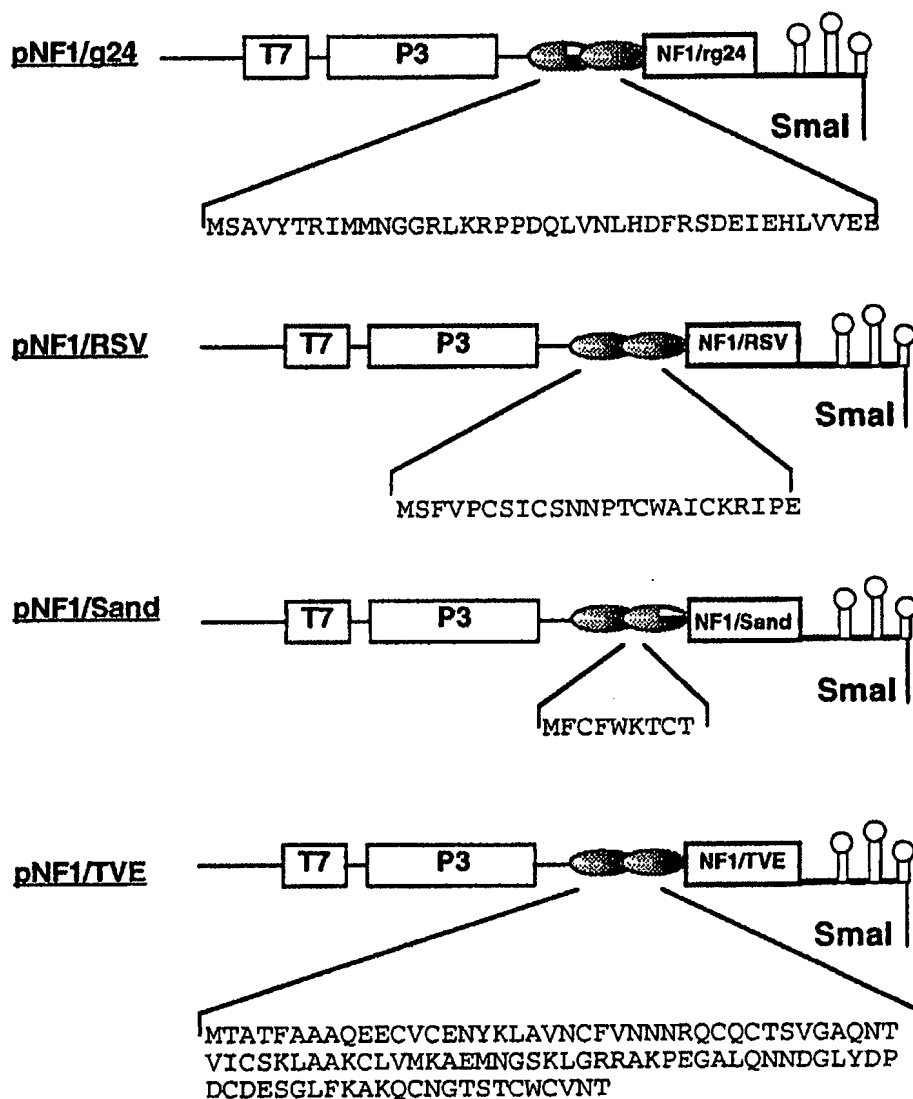 pNF1/g24
T7
P3
NF1/rg24
SmaI
MSAVYTRIMMNGGRLKRPPDQLVNLHDFRSDEIEHLVVEE
pNF1/RSV
T7
P3
NF1/RSV
SmaI
MSFVPCSICSNNPTCWAICKRIPE
pNF1/Sand
T7
P3
NF1/Sand
SmaI
MFCFWKTCT
pNF1/TVE
T7
P3
NF1/TVE
SmaI
MTATFAAAQEECVCENYKLAVNCFVNNNRQCQCTSVGAQNT
VICSKLAAKCLVMKAEMNGSKLGRRAKPEGALQNNDGLYDP
DCDESGLFKAKQCNGTSTCWCVNT